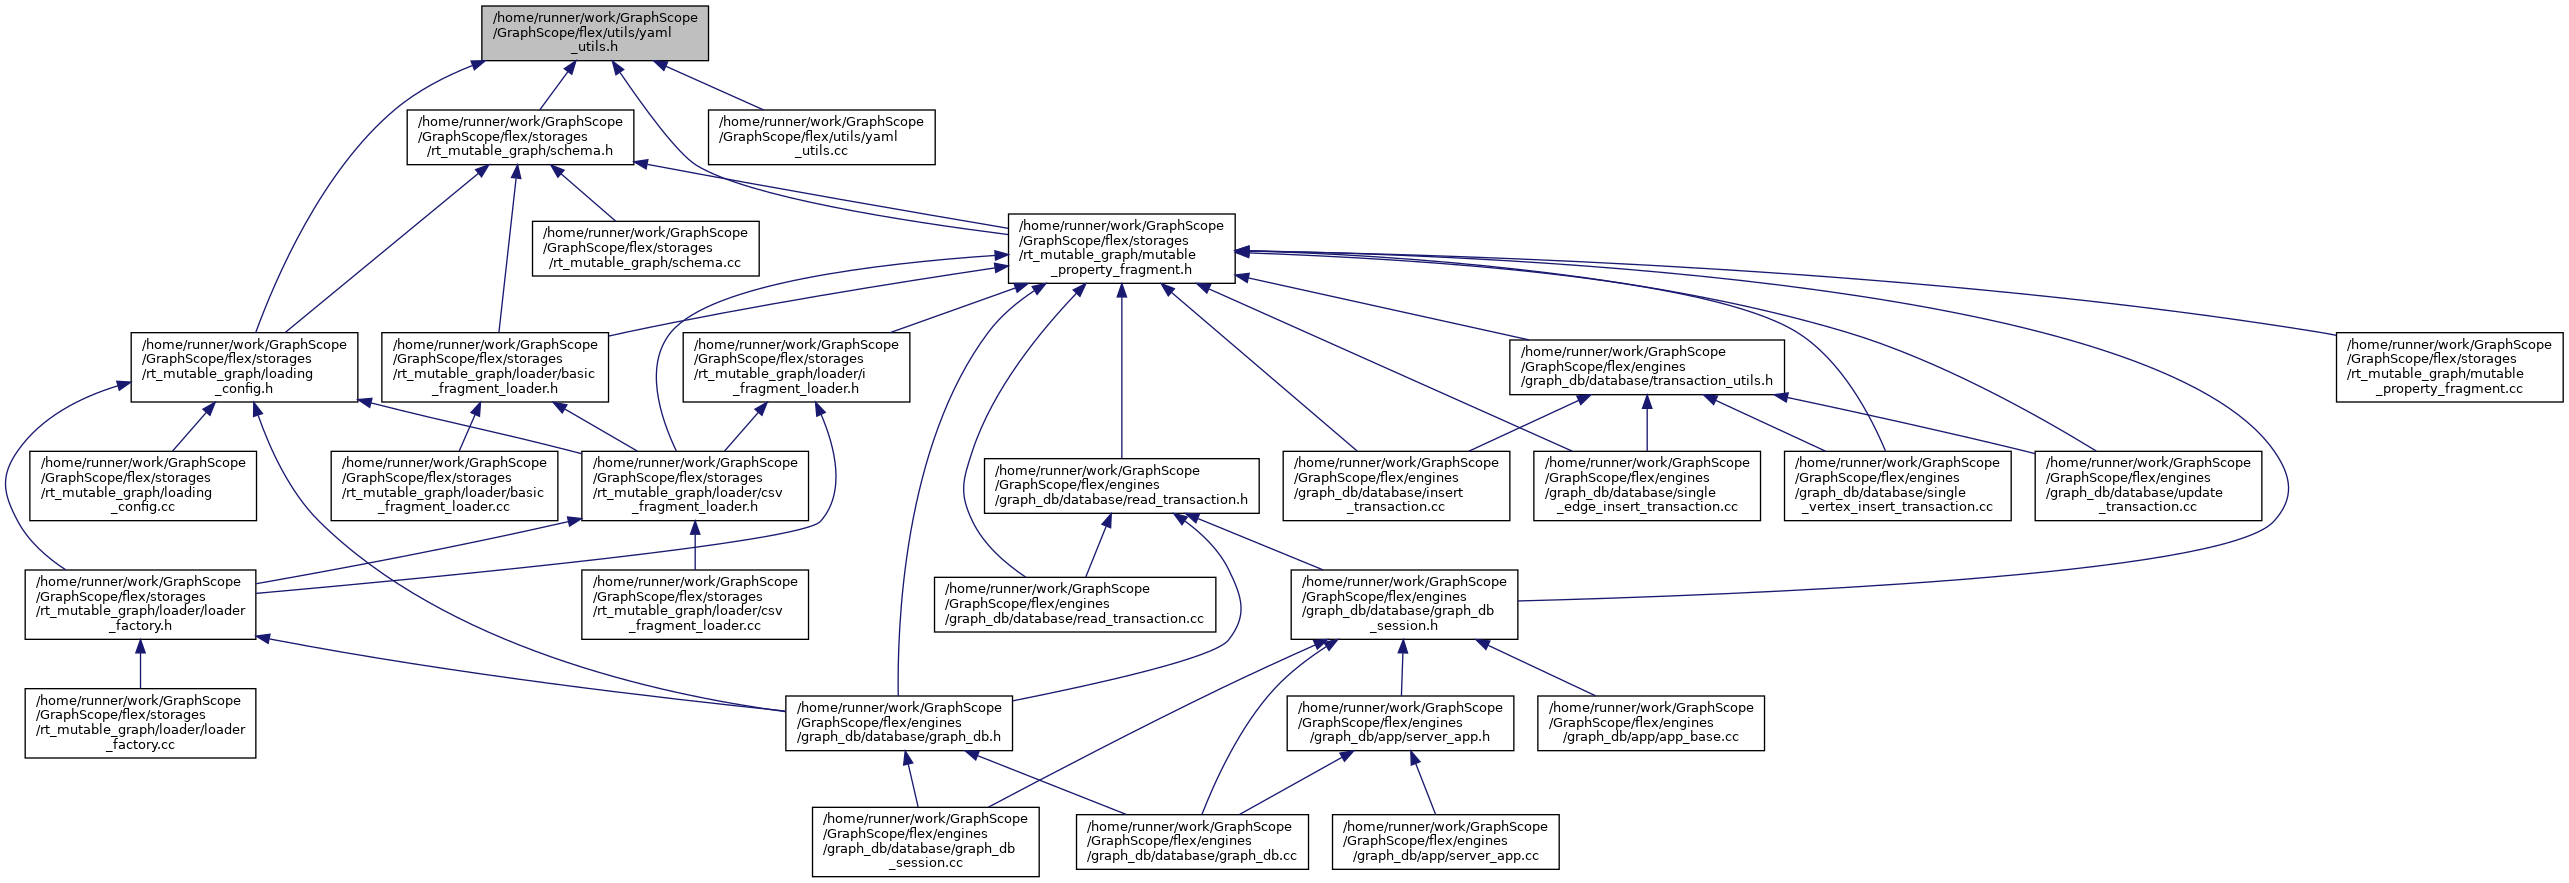 /home/runner/work/GraphScope
/GraphScope/flex/utils/yaml
_utils.h
/home/runner/work/GraphScope
/GraphScope/flex/storages
/rt_mutable_graph/schema.h
/home/runner/work/GraphScope
/GraphScope/flex/utils/yaml
_utils.cc
/home/runner/work/GraphScope
/GraphScope/flex/storages
/rt_mutable_graph/schema.cc
/home/runner/work/GraphScope
/GraphScope/flex/storages
/rt_mutable_graph/mutable
_property_fragment.h
/home/runner/work/GraphScope
/GraphScope/flex/storages
/rt_mutable_graph/loading
_config.h
/home/runner/work/GraphScope
/GraphScope/flex/storages
/rt_mutable_graph/loader/basic
_fragment_loader.h
/home/runner/work/GraphScope
/GraphScope/flex/storages
/rt_mutable_graph/loader/i
_fragment_loader.h
/home/runner/work/GraphScope
/GraphScope/flex/engines
/graph_db/database/transaction_utils.h
/home/runner/work/GraphScope
/GraphScope/flex/storages
/rt_mutable_graph/mutable
_property_fragment.cc
/home/runner/work/GraphScope
/GraphScope/flex/storages
/rt_mutable_graph/loading
_config.cc
/home/runner/work/GraphScope
/GraphScope/flex/storages
/rt_mutable_graph/loader/basic
_fragment_loader.cc
/home/runner/work/GraphScope
/GraphScope/flex/storages
/rt_mutable_graph/loader/csv
_fragment_loader.h
/home/runner/work/GraphScope
/GraphScope/flex/engines
/graph_db/database/read_transaction.h
/home/runner/work/GraphScope
/GraphScope/flex/engines
/graph_db/database/insert
_transaction.cc
/home/runner/work/GraphScope
/GraphScope/flex/engines
/graph_db/database/single
_edge_insert_transaction.cc
/home/runner/work/GraphScope
/GraphScope/flex/engines
/graph_db/database/single
_vertex_insert_transaction.cc
/home/runner/work/GraphScope
/GraphScope/flex/engines
/graph_db/database/update
_transaction.cc
/home/runner/work/GraphScope
/GraphScope/flex/storages
/rt_mutable_graph/loader/loader
_factory.h
/home/runner/work/GraphScope
/GraphScope/flex/storages
/rt_mutable_graph/loader/csv
_fragment_loader.cc
/home/runner/work/GraphScope
/GraphScope/flex/engines
/graph_db/database/read_transaction.cc
/home/runner/work/GraphScope
/GraphScope/flex/engines
/graph_db/database/graph_db
_session.h
/home/runner/work/GraphScope
/GraphScope/flex/storages
/rt_mutable_graph/loader/loader
_factory.cc
/home/runner/work/GraphScope
/GraphScope/flex/engines
/graph_db/database/graph_db.h
/home/runner/work/GraphScope
/GraphScope/flex/engines
/graph_db/app/server_app.h
/home/runner/work/GraphScope
/GraphScope/flex/engines
/graph_db/app/app_base.cc
/home/runner/work/GraphScope
/GraphScope/flex/engines
/graph_db/database/graph_db
_session.cc
/home/runner/work/GraphScope
/GraphScope/flex/engines
/graph_db/database/graph_db.cc
/home/runner/work/GraphScope
/GraphScope/flex/engines
/graph_db/app/server_app.cc